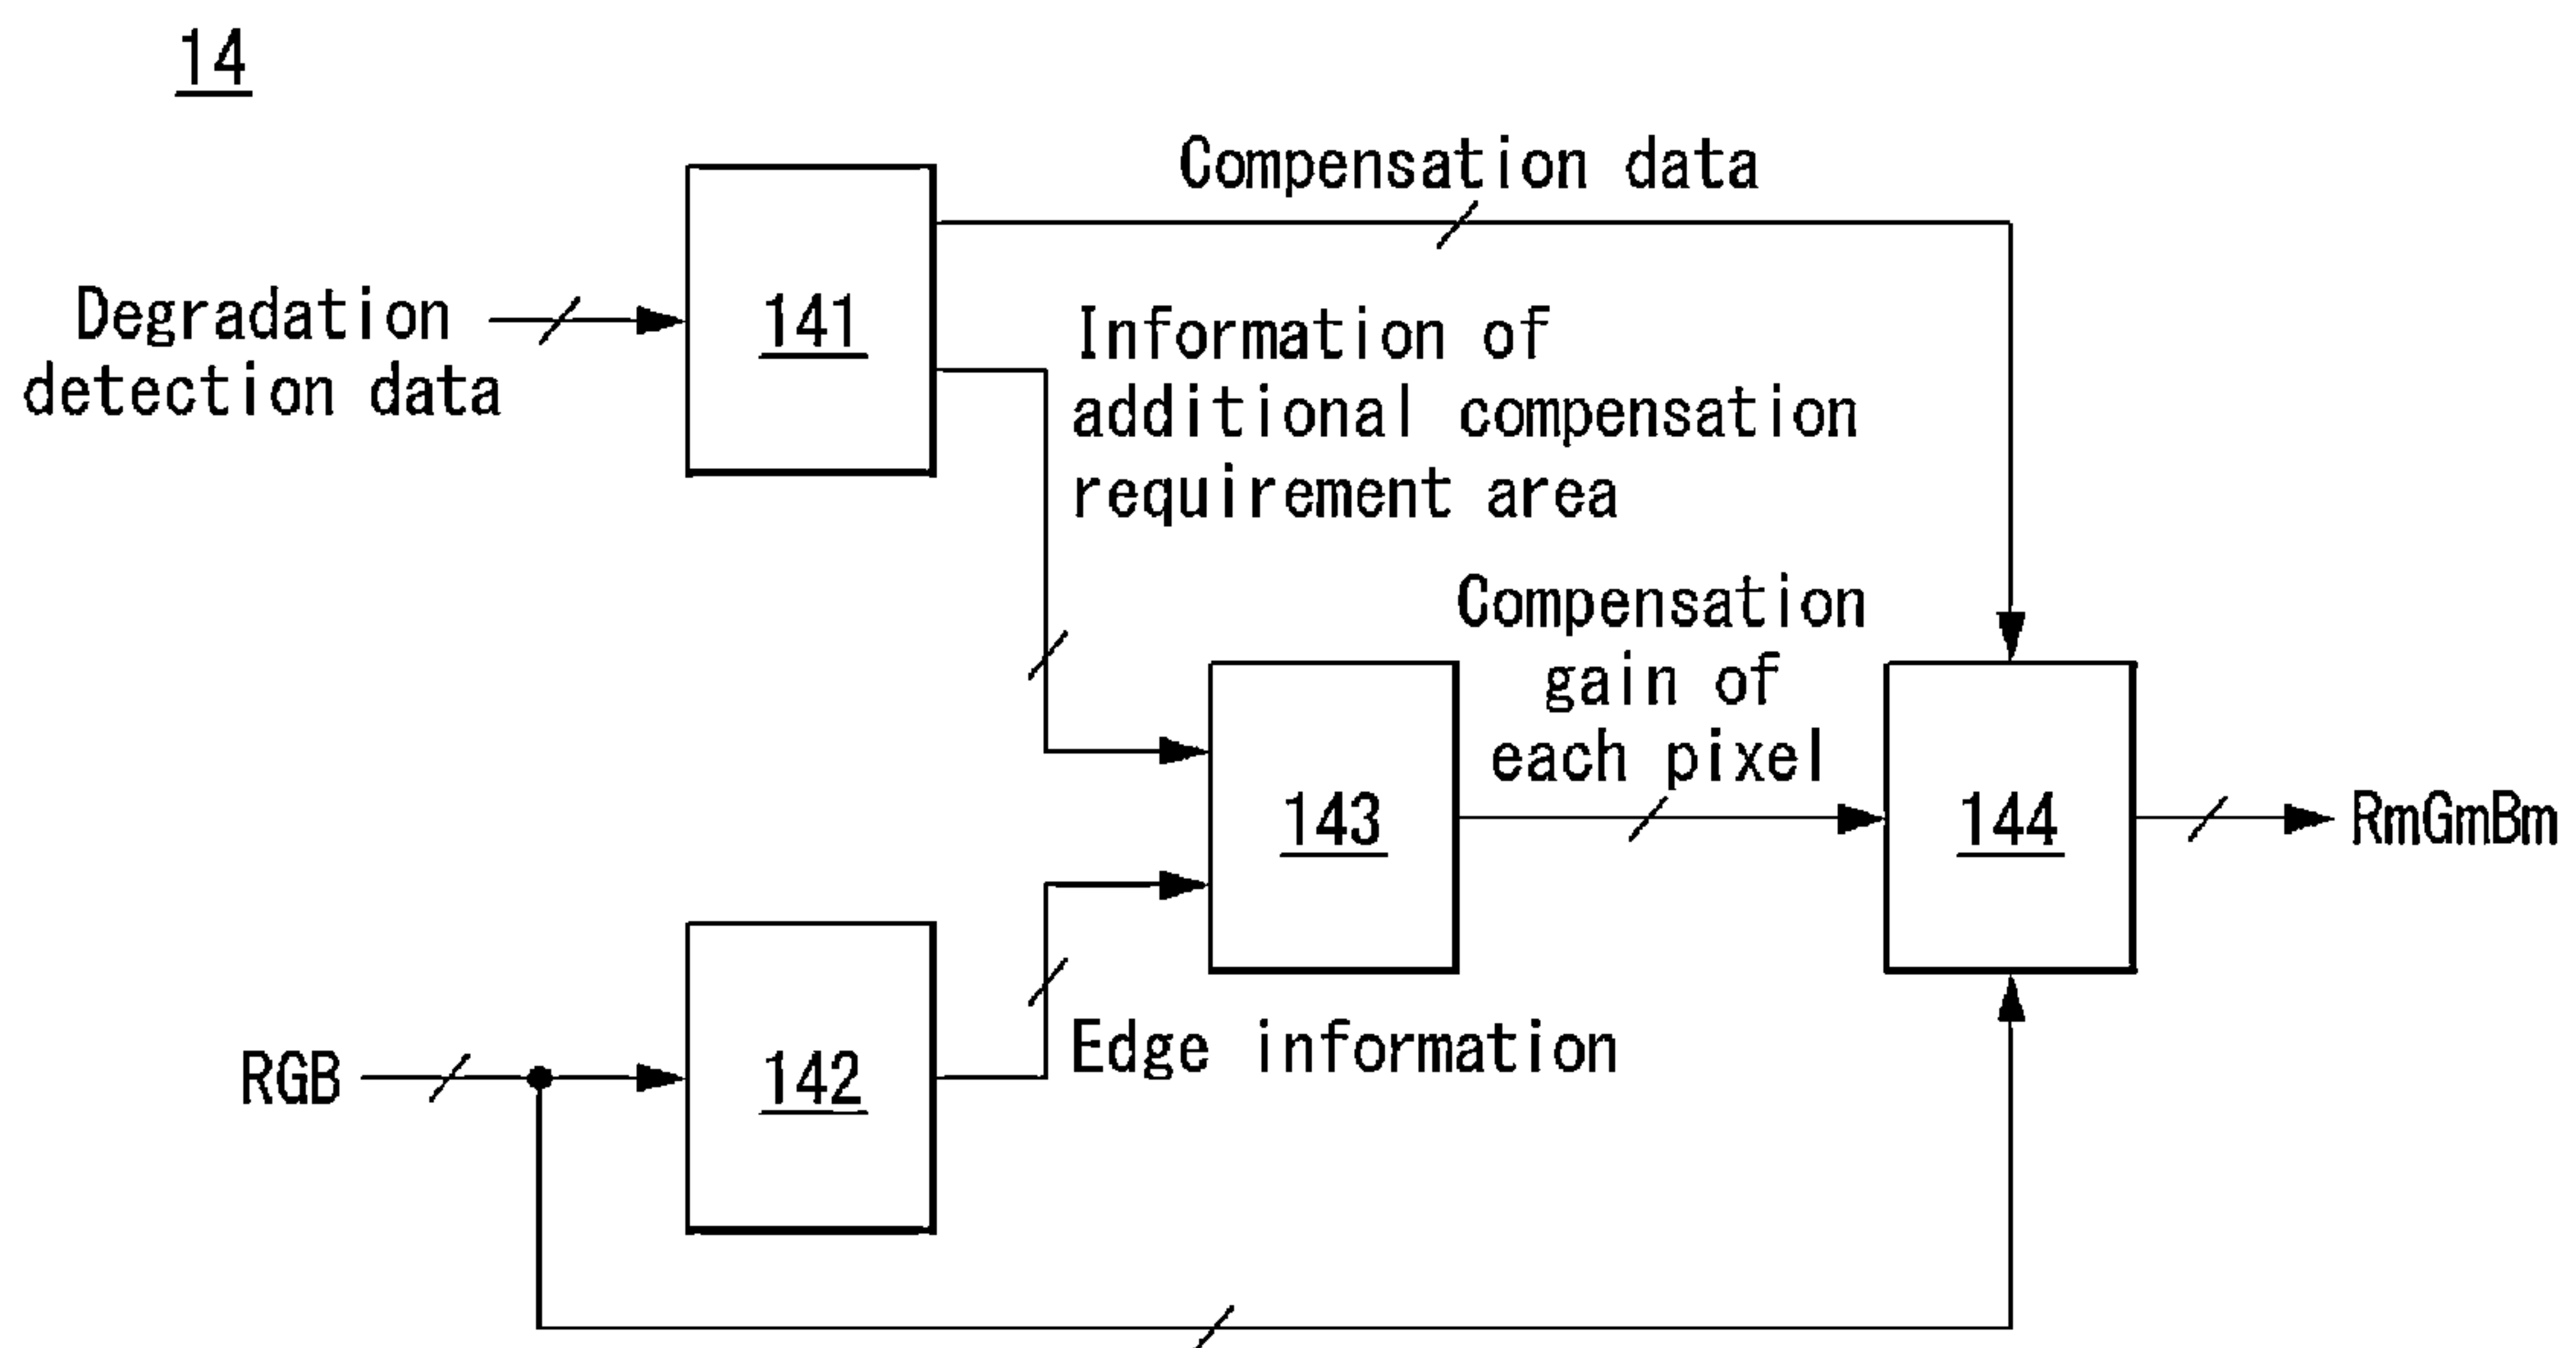 14
Compensation data
Degradation
detection data
141
Information of
additional compensation
requirement area
Compensation
gain of
each pixel
143
144
RmGmBm
RGB
142
Edge information